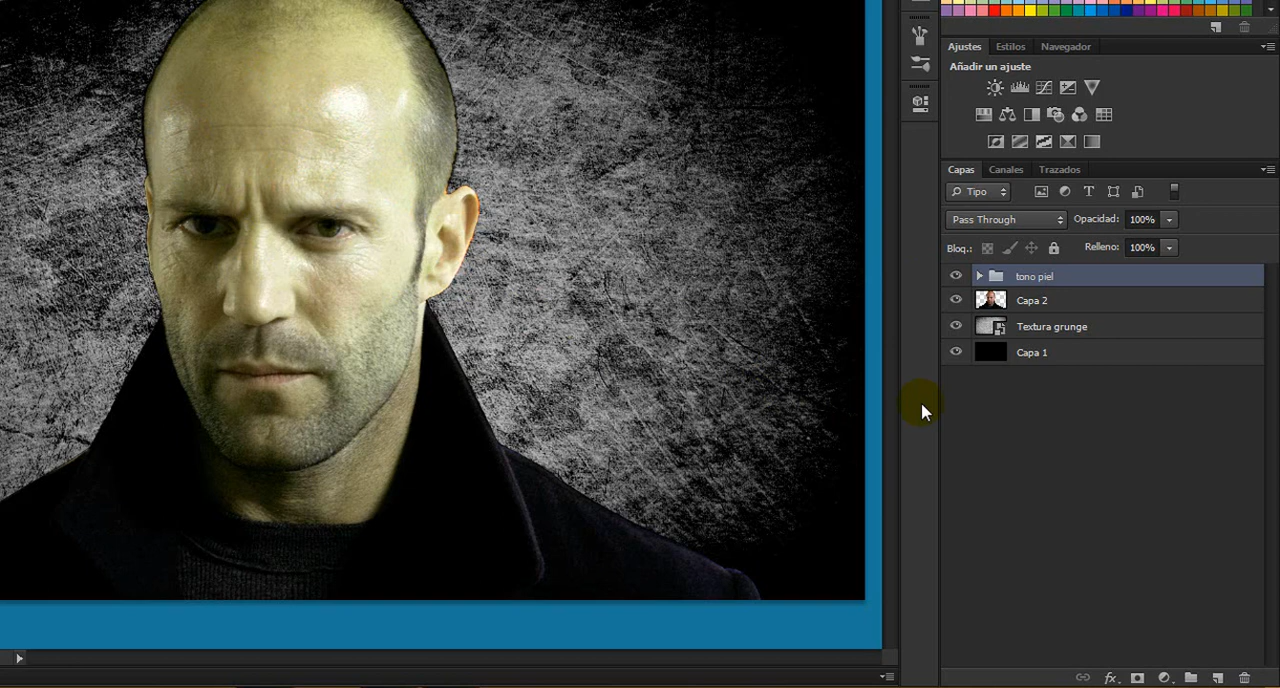 Ajustes Estilos Navegador
Añadir un ajuste
Capas Canales Trazados
Tipo
Pass Through Opacidad: 100%
Bloq.: Relleno: 100%
tono piel
Capa 2
Textura grunge
Capa 1
fx